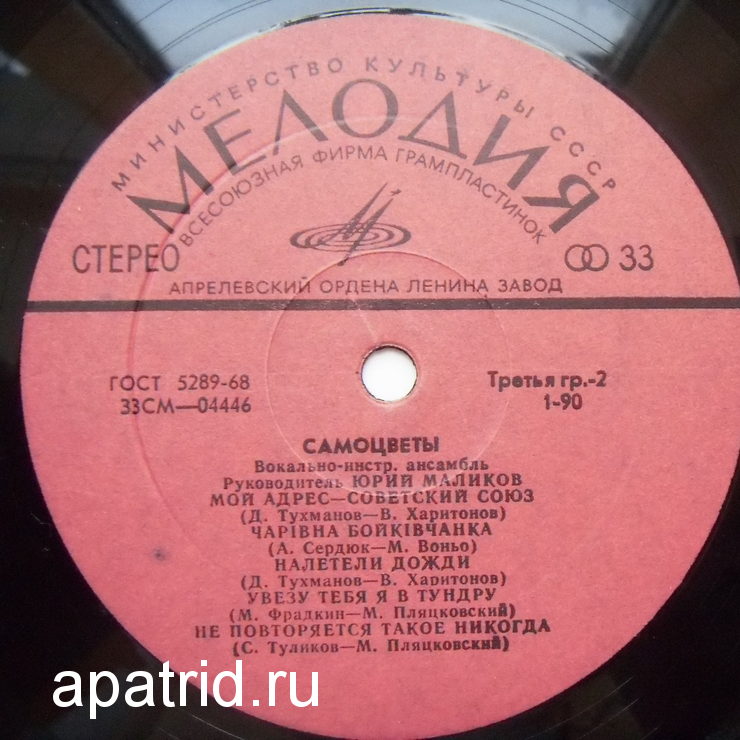 МИНИСТЕРСТВО КУЛЬТУРЫ СССР
МЕЛОДИЯ
ВСЕСОЮЗНАЯ ФИРМА ГРАМПЛАСТИНОК
СТЕРЕО 33
АПРЕЛЕВСКИЙ ОРДЕНА ЛЕНИНА ЗАВОД
ГОСТ 5289-68 Третья гр.-2
33СМ—04446 1-90
САМОЦВЕТЫ
Вокально-инстр. ансамбль
Руководитель ЮРИЙ МАЛИКОВ
МОЙ АДРЕС—СОВЕТСКИЙ СОЮЗ
(Д. Тухманов—В. Харитонов)
ЧАРІВНА БОЙКІВЧАНКА
(А. Сердюк—М. Воньо)
НАЛЕТЕЛИ ДОЖДИ
(Д. Тухманов—В. Харитонов)
УВЕЗУ ТЕБЯ Я В ТУНДРУ
(М. Фрадкин—М. Пляцковский)
НЕ ПОВТОРЯЕТСЯ ТАКОЕ НИКОГДА
(С. Туликов—М. Пляцковский)
apatrid.ru